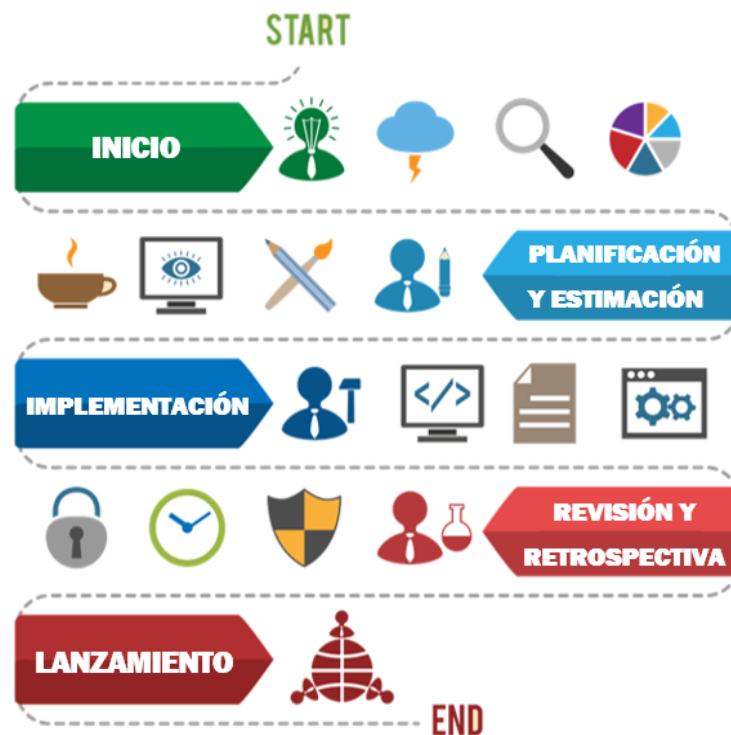 START
INICIO
PLANIFICACIÓN
Y ESTIMACIÓN
IMPLEMENTACIÓN
</>
REVISIÓN Y
RETROSPECTIVA
LANZAMIENTO
END